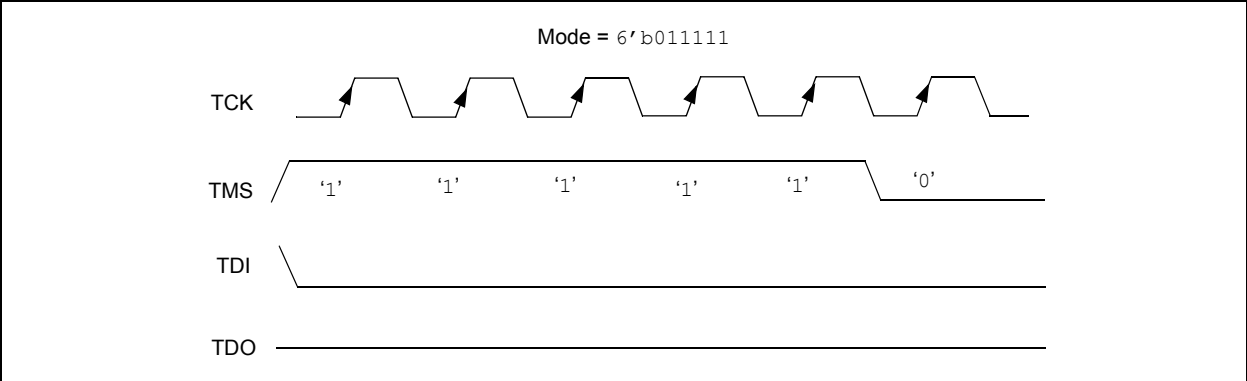 Mode = 6’b011111
TCK
TMS ‘1’ ‘1’ ‘1’ ‘1’ ‘1’ ‘0’
TDI
TDO